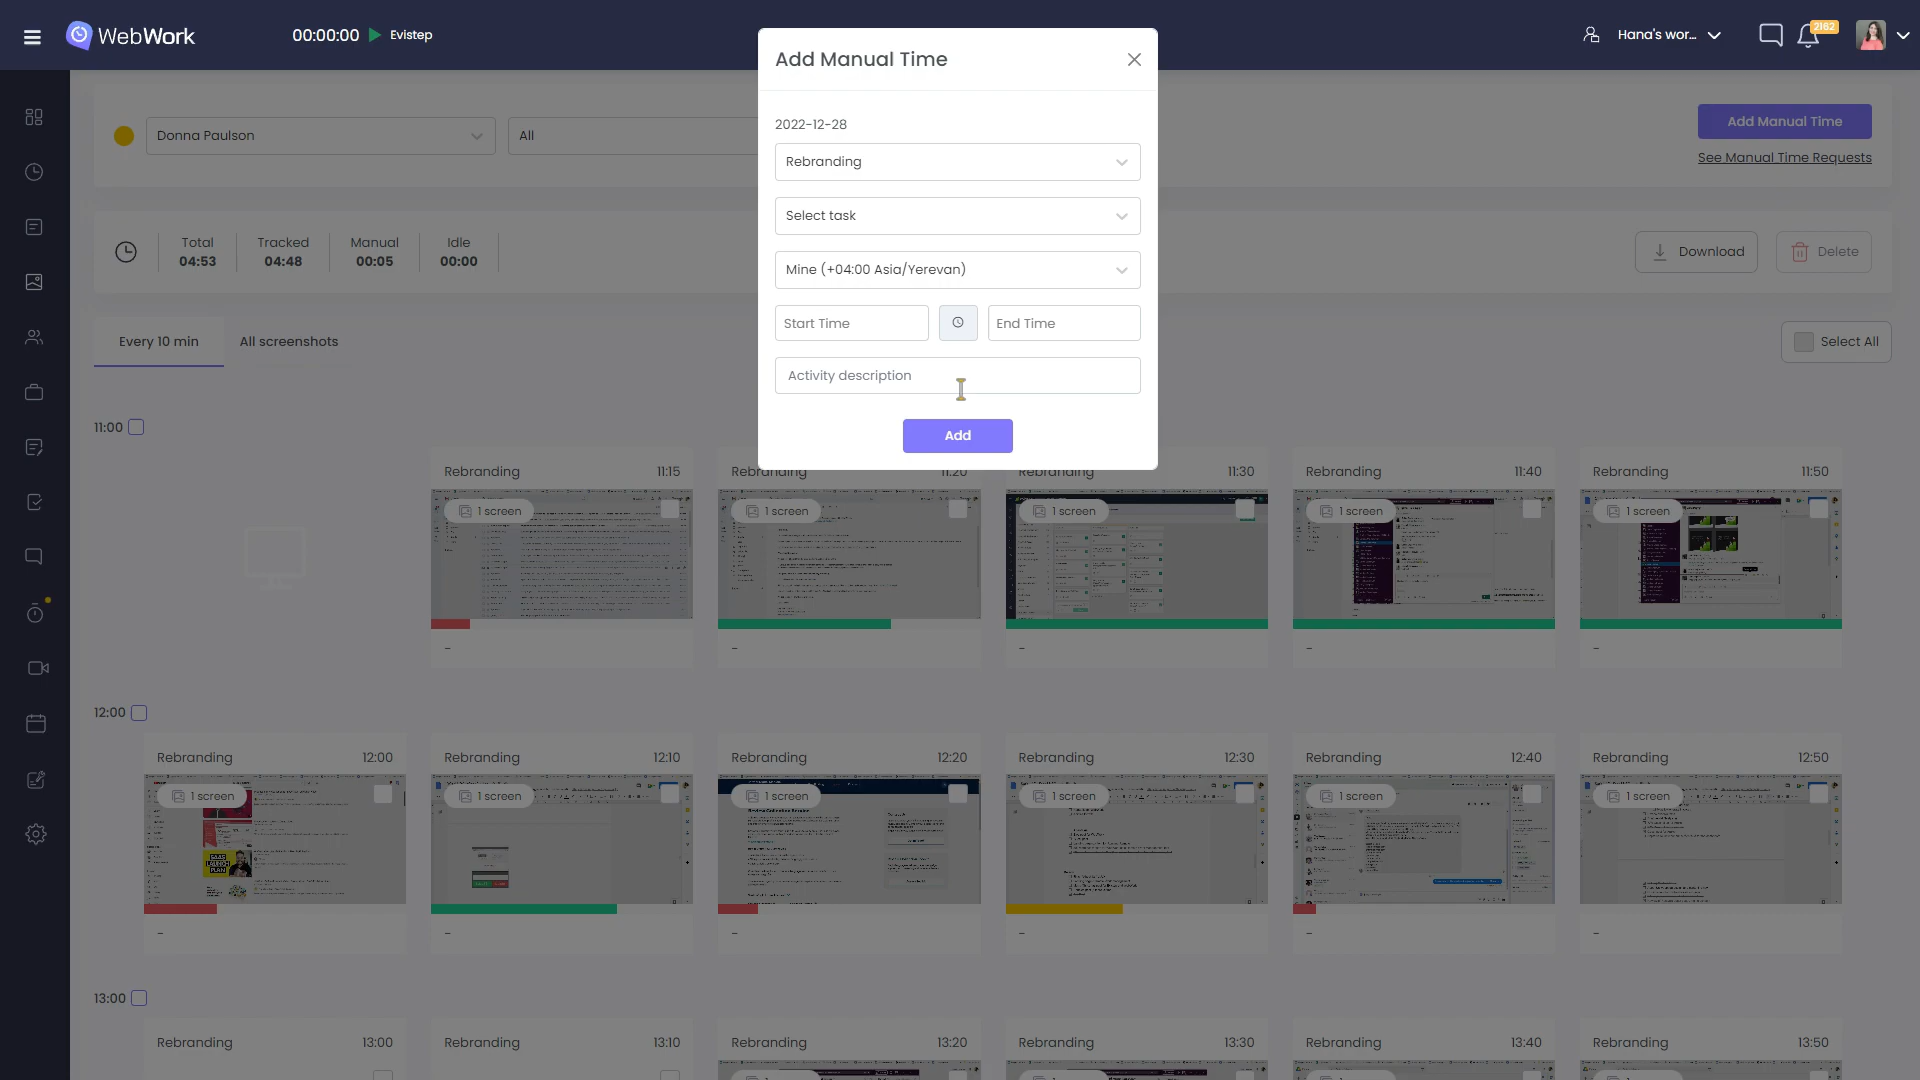 WebWork
00:00:00 Evistep
Hana's wor...
2162
Add Manual Time
2022-12-28
Rebranding
Select task
Mine (+04:00 Asia/Yerevan)
Start Time
End Time
Activity description
Add
Donna Paulson
All
Add Manual Time
See Manual Time Requests
Total
04:53
Tracked
04:48
Manual
00:05
Idle
00:00
Download
Delete
Every 10 min
All screenshots
Select All
11:00
Rebranding 11:15
Rebranding 11:20
Rebranding 11:30
Rebranding 11:40
Rebranding 11:50
1 screen
1 screen
1 screen
1 screen
1 screen
-
-
-
-
-
12:00
Rebranding 12:00
Rebranding 12:10
Rebranding 12:20
Rebranding 12:30
Rebranding 12:40
Rebranding 12:50
1 screen
1 screen
1 screen
1 screen
1 screen
1 screen
SAAS
LAUNCH
PLAN
-
-
-
-
-
-
13:00
Rebranding 13:00
Rebranding 13:10
Rebranding 13:20
Rebranding 13:30
Rebranding 13:40
Rebranding 13:50